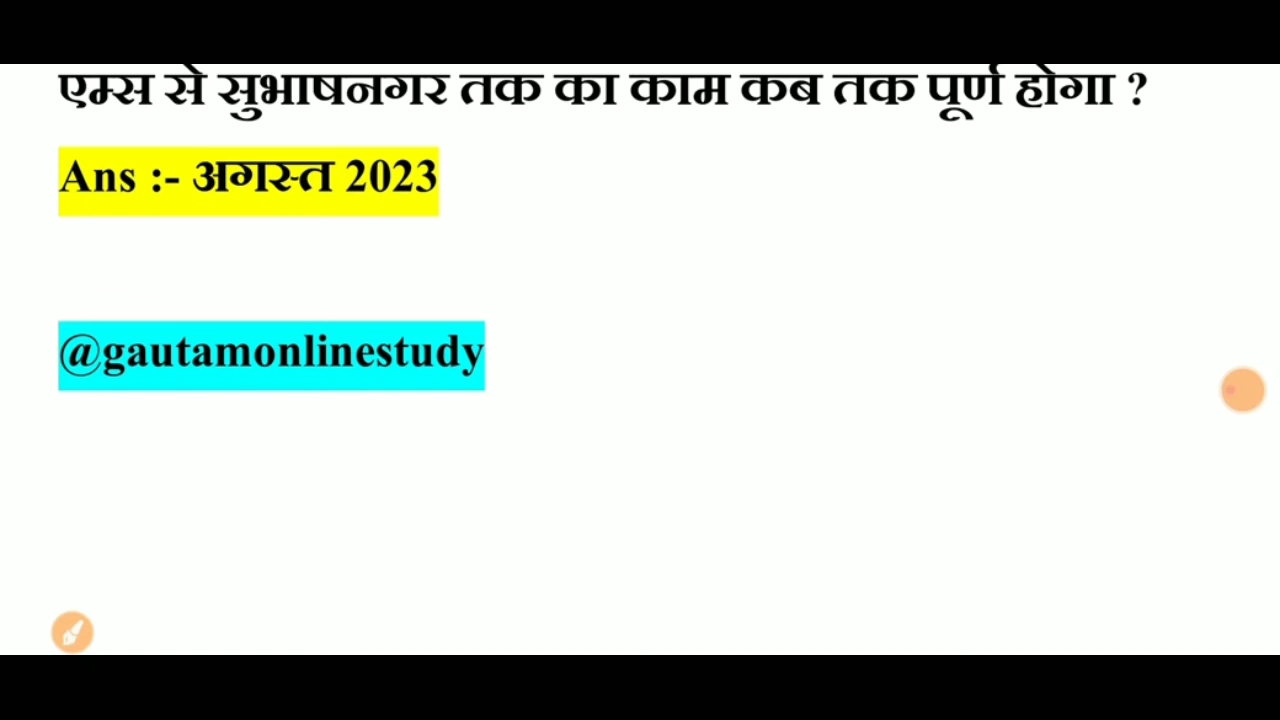 एम्स से सुभाषनगर तक का काम कब तक पूर्ण होगा ?
Ans :- अगस्त 2023
@gautamonlinestudy